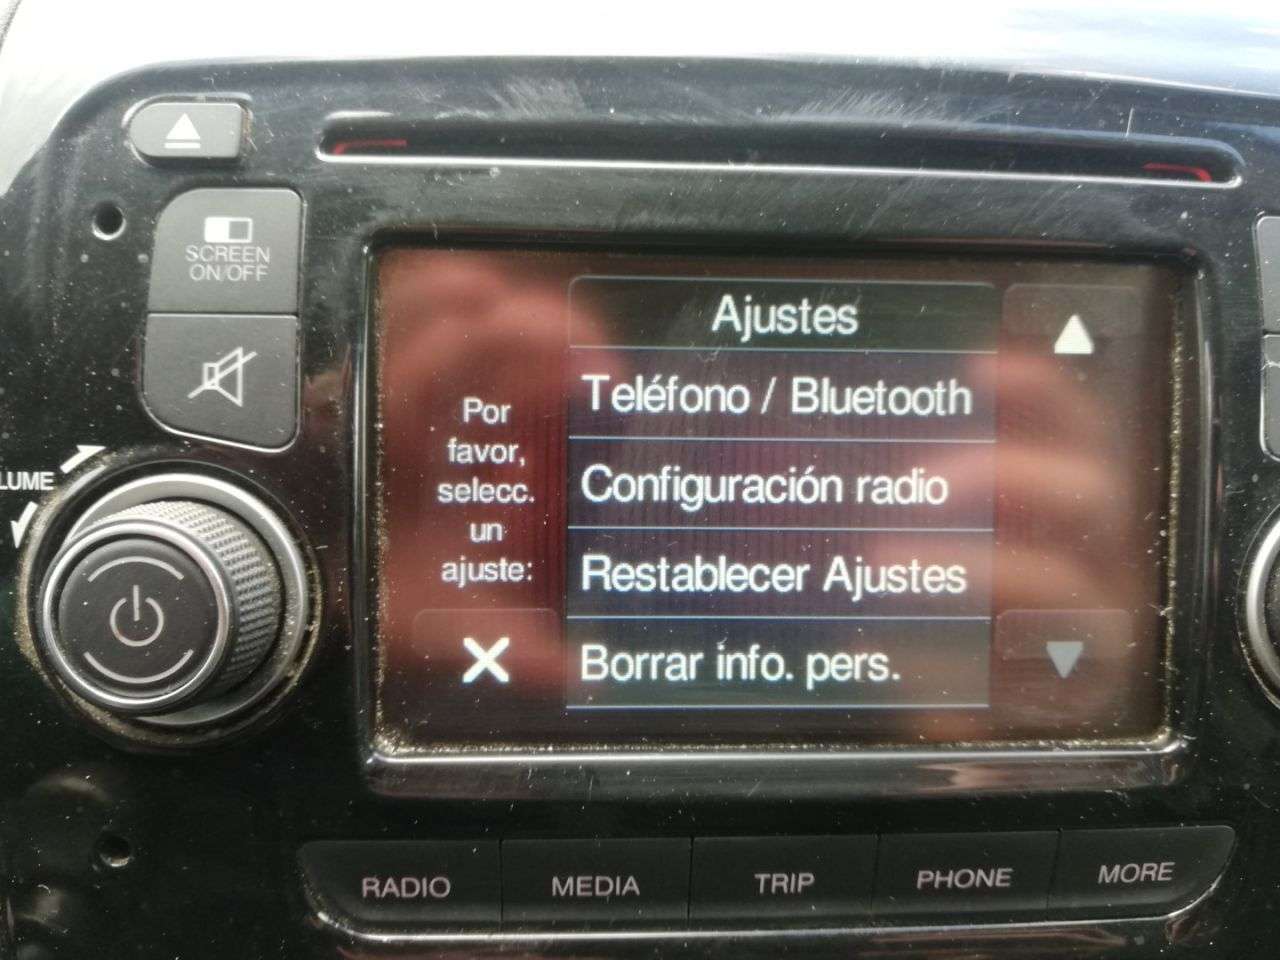 SCREEN
ON/OFF
LUME
Por
favor,
selecc.
un
ajuste:
Ajustes
Teléfono / Bluetooth
Configuración radio
Restablecer Ajustes
Borrar info. pers.
RADIO
MEDIA
TRIP
PHONE
MORE